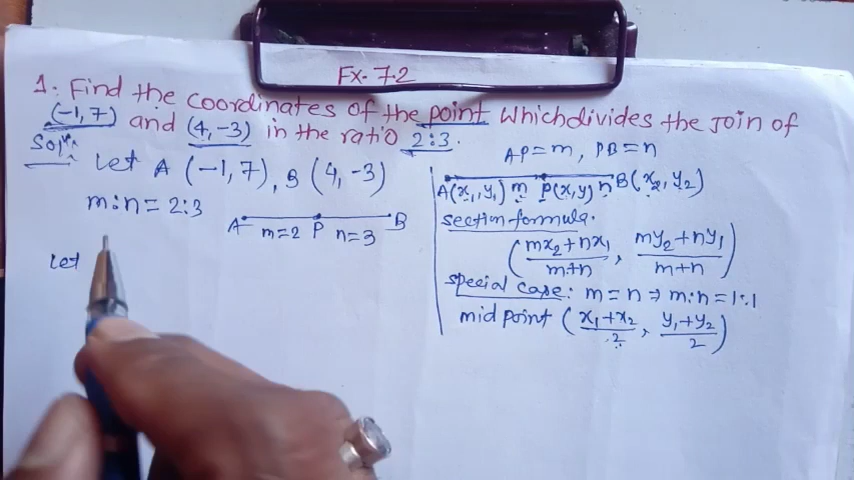 Ex. 7.2
1. Find the coordinates of the point which divides the join of
(-1, 7) and (4, -3) in the ratio 2:3.
Solⁿ:
Let A (-1, 7), B (4, -3)
m:n = 2:3
A m=2 P n=3 B
Let
AP=m, PB=n
A(x₁, y₁) m P(x, y) n B(x₂, y₂)
section formula.
(mx₂+nx₁/m+n, my₂+ny₁/m+n)
special case: m=n ⇒ m:n=1:1
mid point (x₁+x₂/2, y₁+y₂/2)